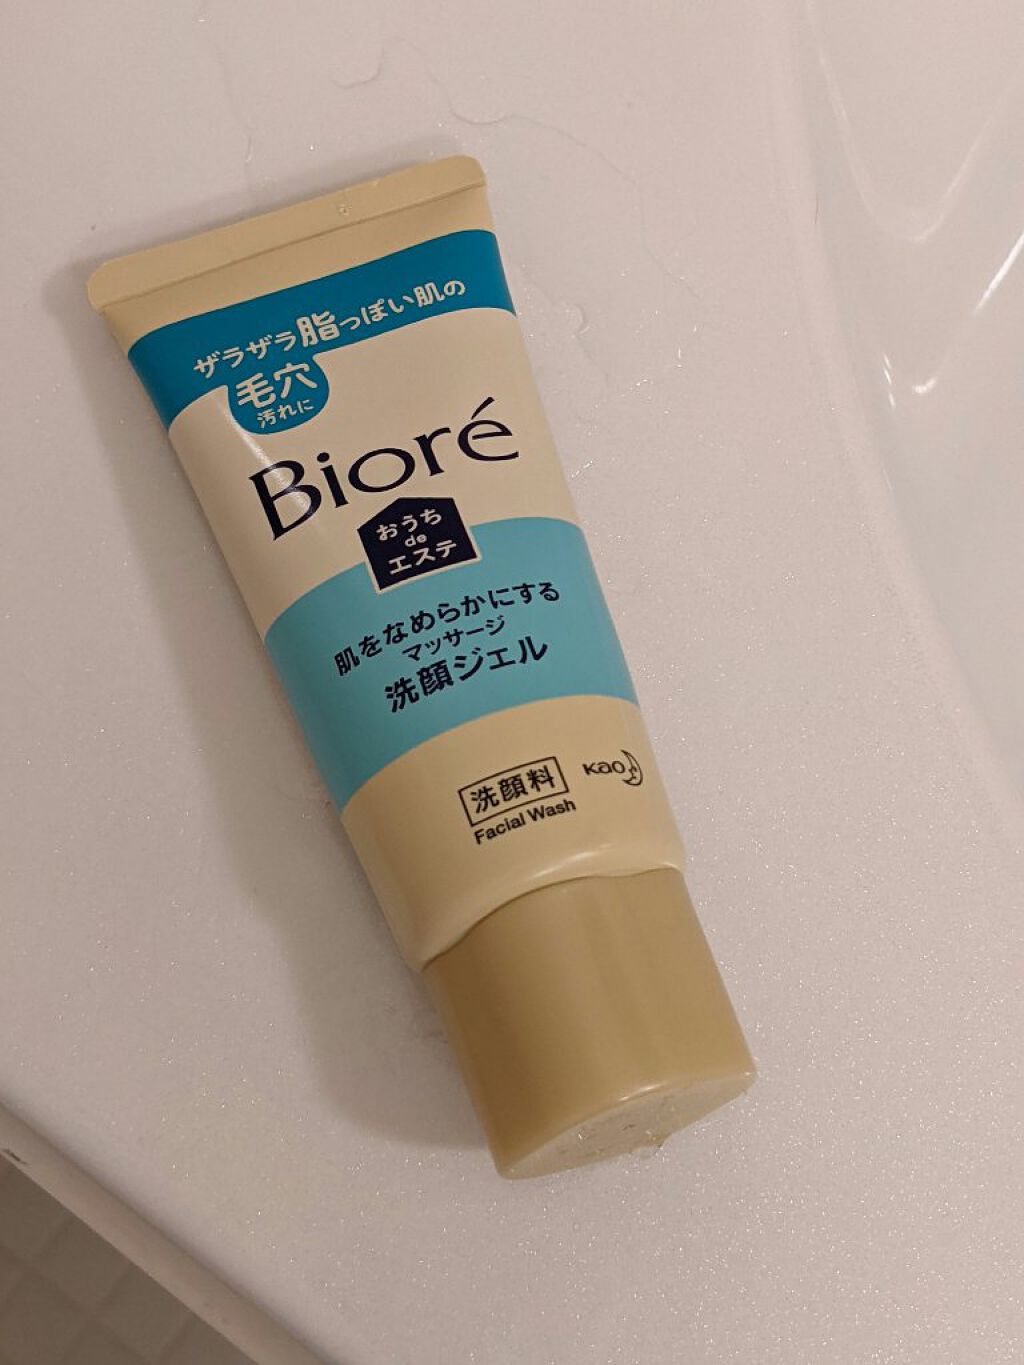 ザラザラ脂っぽい肌の
毛穴
汚れに
Bioré
おうち
de
エステ
肌をなめらかにする
マッサージ
洗顔ジェル
洗顔料
Kao
Facial Wash